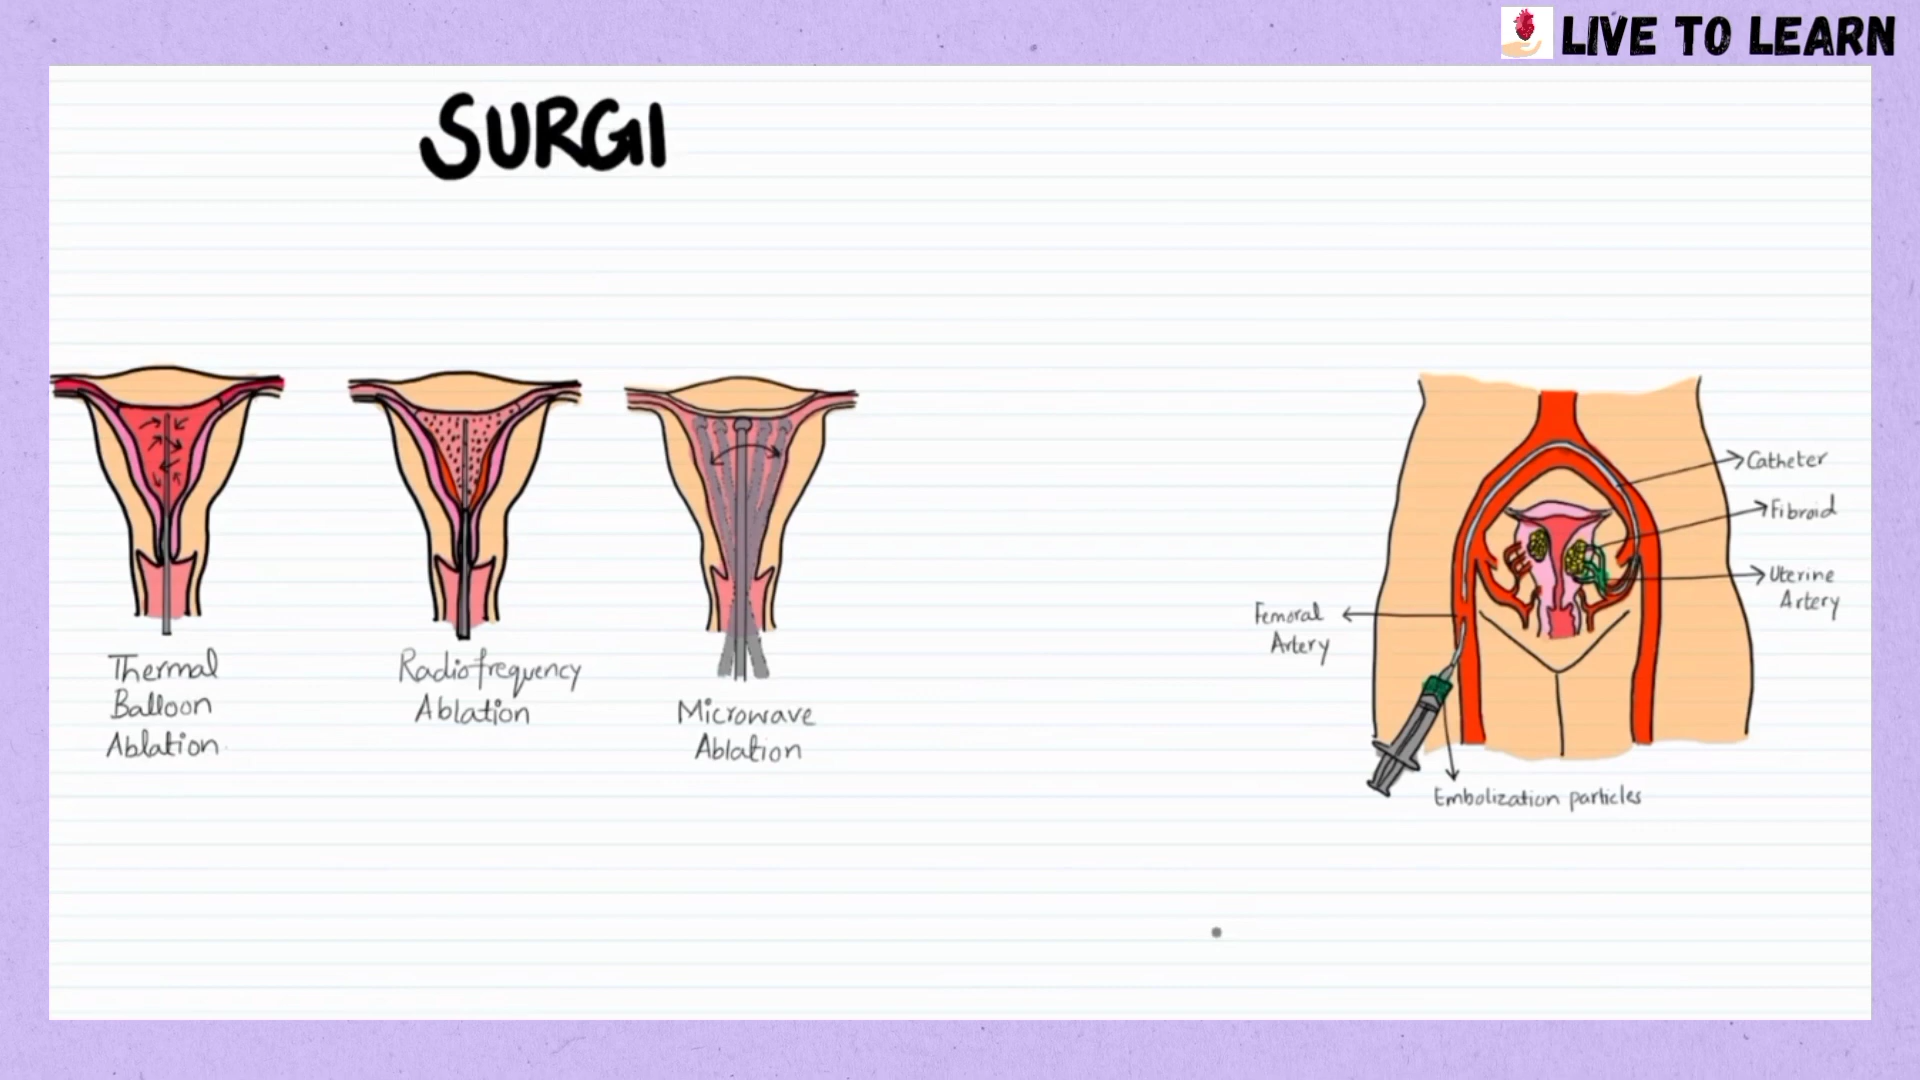 LIVE TO LEARN
SURGI
Thermal
Balloon
Ablation
Radiofrequency
Ablation
Microwave
Ablation
Catheter
Fibroid
Uterine
Artery
Femoral
Artery
Embolization particles